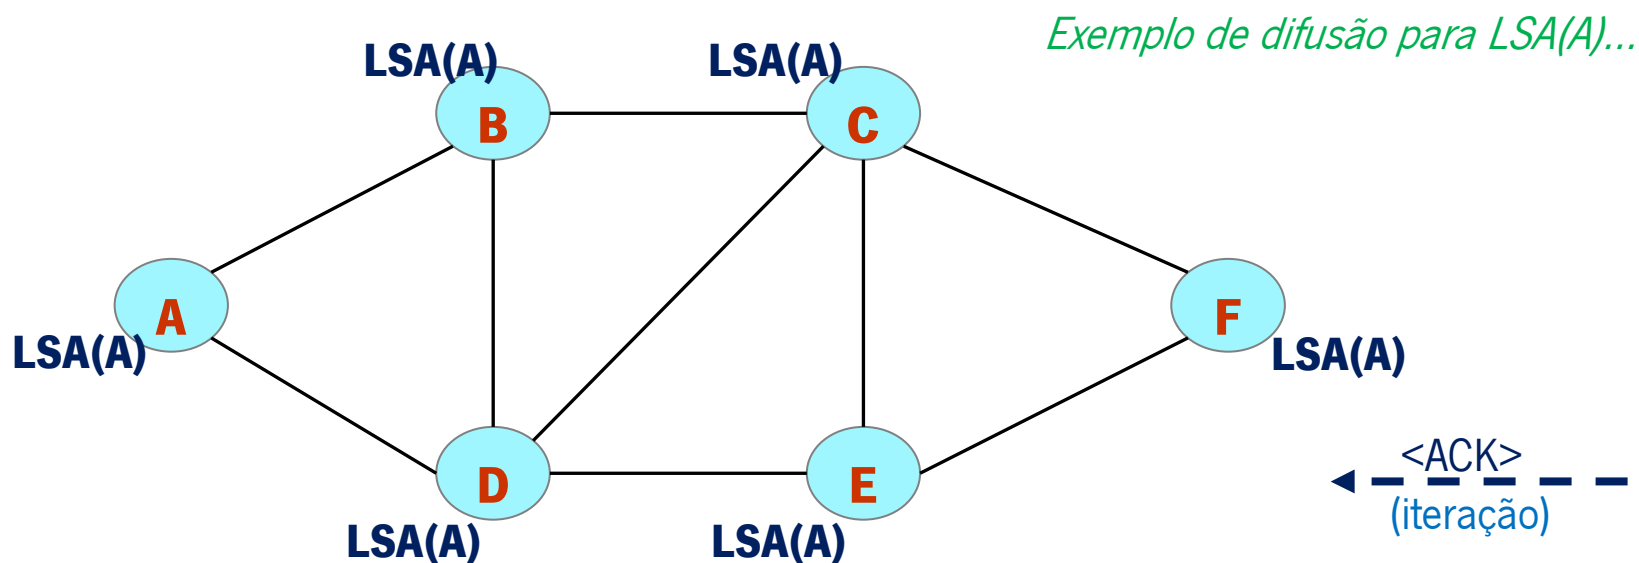 Exemplo de difusão para LSA(A)...
LSA(A)
LSA(A)
B
C
A
F
LSA(A)
LSA(A)
<ACK>
(iteração)
D
E
LSA(A)
LSA(A)